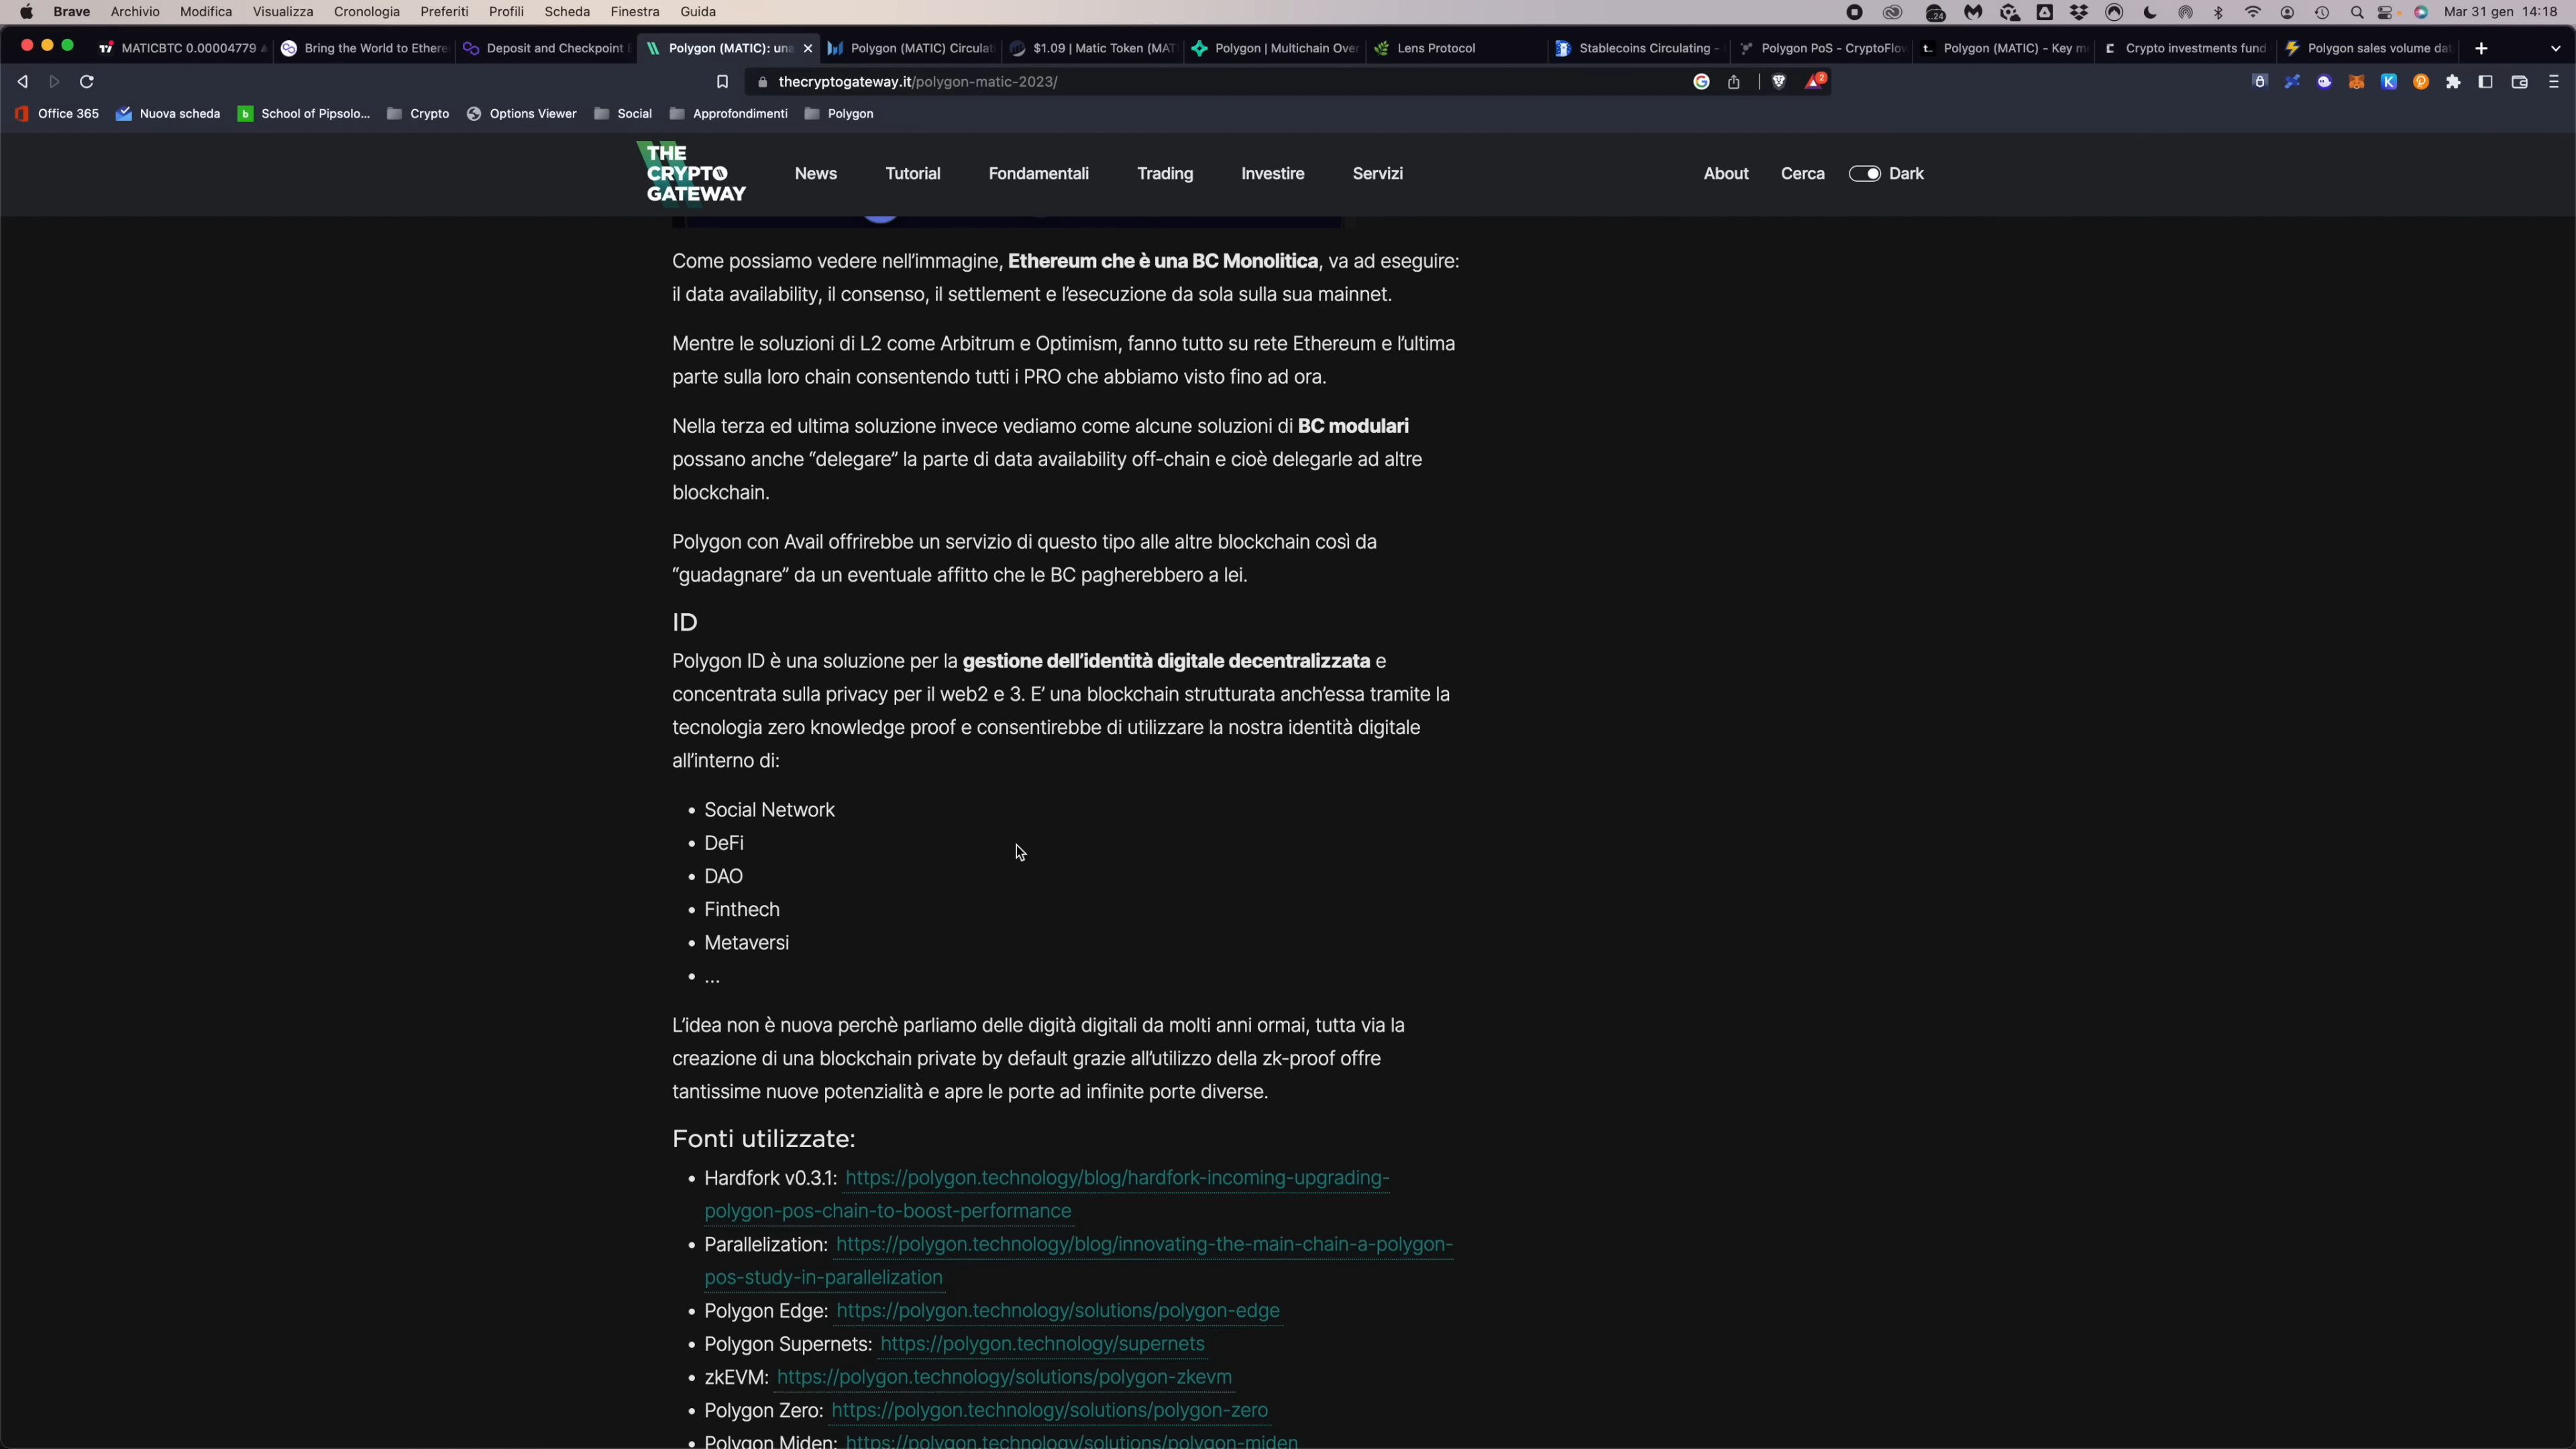 Brave Archivio Modifica Visualizza Cronologia Preferiti Profili Scheda Finestra Guida 24 Mar 31 gen 14:18
MATICBTC 0.00004779 Bring the World to Ethere Deposit and Checkpoint Polygon (MATIC): una Polygon (MATIC) Circulati $1.09 | Matic Token (MAT Polygon | Multichain Over Lens Protocol Stablecoins Circulating - Polygon PoS - CryptoFlow Polygon (MATIC) - Key m Crypto investments fund Polygon sales volume dat
thecryptogateway.it/polygon-matic-2023/ 2
Office 365 Nuova scheda School of Pipsolo... Crypto Options Viewer Social Approfondimenti Polygon
THE
CRYPTO
GATEWAY
News Tutorial Fondamentali Trading Investire Servizi About Cerca Dark
Come possiamo vedere nell’immagine, Ethereum che è una BC Monolitica, va ad eseguire:
il data availability, il consenso, il settlement e l’esecuzione da sola sulla sua mainnet.
Mentre le soluzioni di L2 come Arbitrum e Optimism, fanno tutto su rete Ethereum e l’ultima
parte sulla loro chain consentendo tutti i PRO che abbiamo visto fino ad ora.
Nella terza ed ultima soluzione invece vediamo come alcune soluzioni di BC modulari
possano anche “delegare” la parte di data availability off-chain e cioè delegarle ad altre
blockchain.
Polygon con Avail offrirebbe un servizio di questo tipo alle altre blockchain così da
“guadagnare” da un eventuale affitto che le BC pagherebbero a lei.
ID
Polygon ID è una soluzione per la gestione dell’identità digitale decentralizzata e
concentrata sulla privacy per il web2 e 3. E’ una blockchain strutturata anch’essa tramite la
tecnologia zero knowledge proof e consentirebbe di utilizzare la nostra identità digitale
all’interno di:
• Social Network
• DeFi
• DAO
• Finthech
• Metaversi
• ...
L’idea non è nuova perchè parliamo delle digità digitali da molti anni ormai, tutta via la
creazione di una blockchain private by default grazie all’utilizzo della zk-proof offre
tantissime nuove potenzialità e apre le porte ad infinite porte diverse.
Fonti utilizzate:
• Hardfork v0.3.1: https://polygon.technology/blog/hardfork-incoming-upgrading-
polygon-pos-chain-to-boost-performance
• Parallelization: https://polygon.technology/blog/innovating-the-main-chain-a-polygon-
pos-study-in-parallelization
• Polygon Edge: https://polygon.technology/solutions/polygon-edge
• Polygon Supernets: https://polygon.technology/supernets
• zkEVM: https://polygon.technology/solutions/polygon-zkevm
• Polygon Zero: https://polygon.technology/solutions/polygon-zero
• Polygon Miden: https://polygon.technology/solutions/polygon-miden